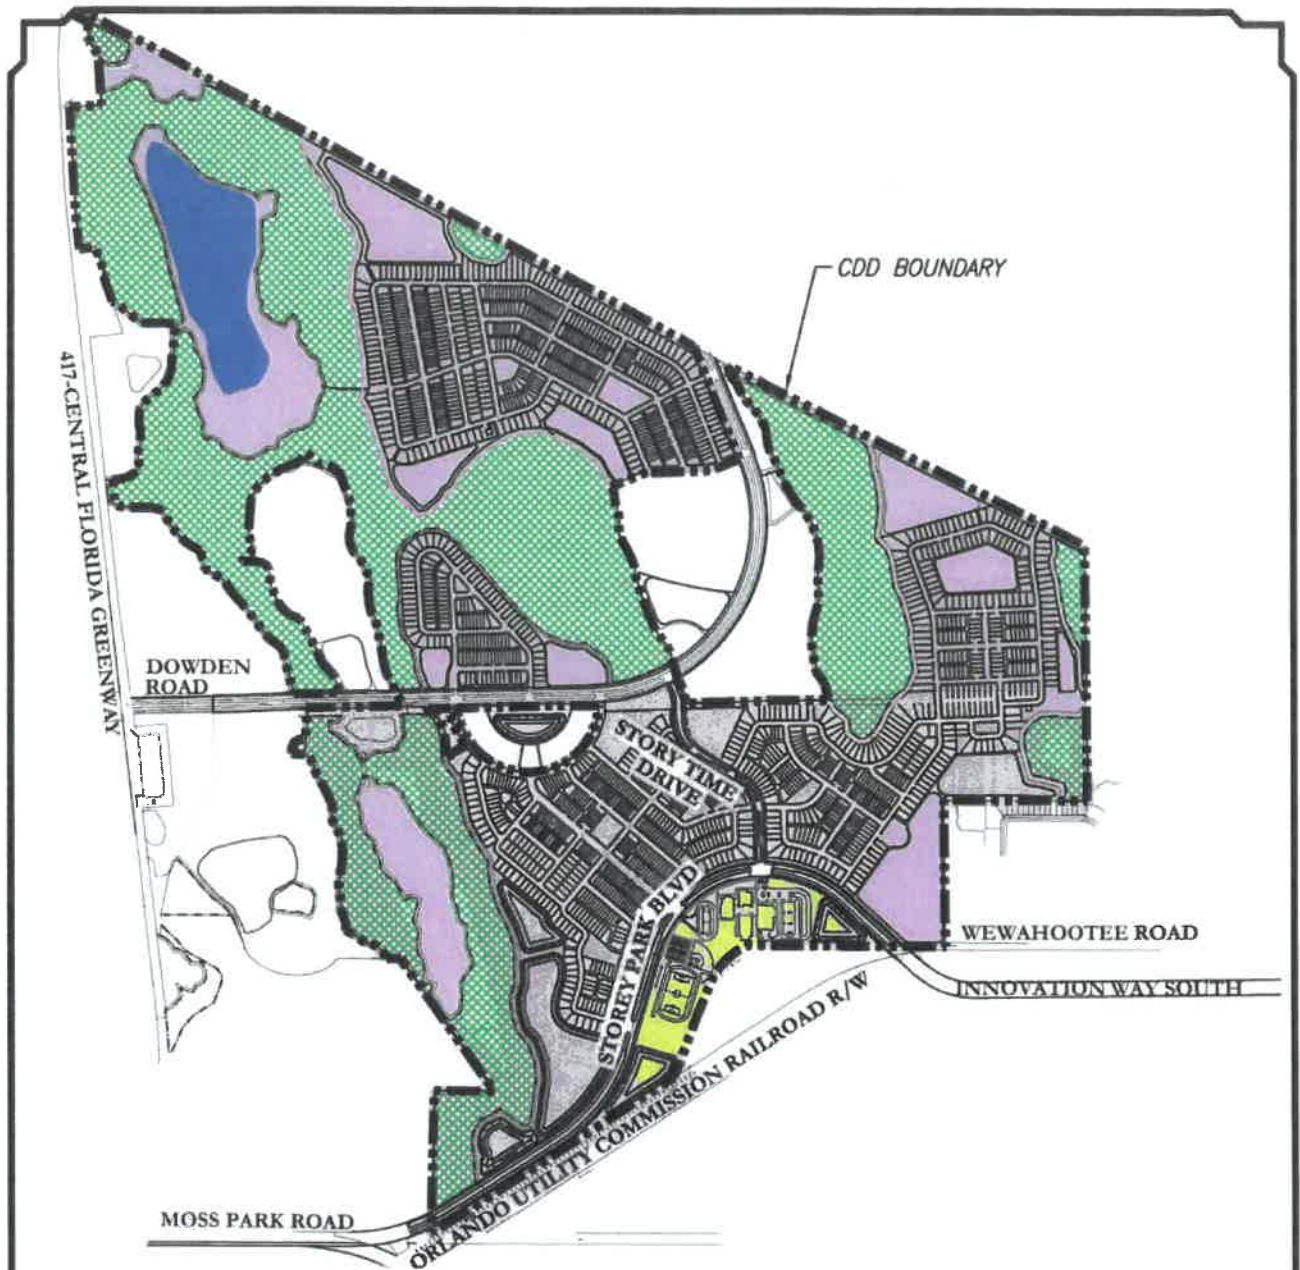 CDD BOUNDARY
417-CENTRAL FLORIDA GREENWAY
DOWDEN
ROAD
STORY TIME
DRIVE
STOREY PARK BLVD
WEWAHOOTEE ROAD
INNOVATION WAY SOUTH
ORLANDO UTILITY COMMISSION RAILROAD R/W
MOSS PARK ROAD